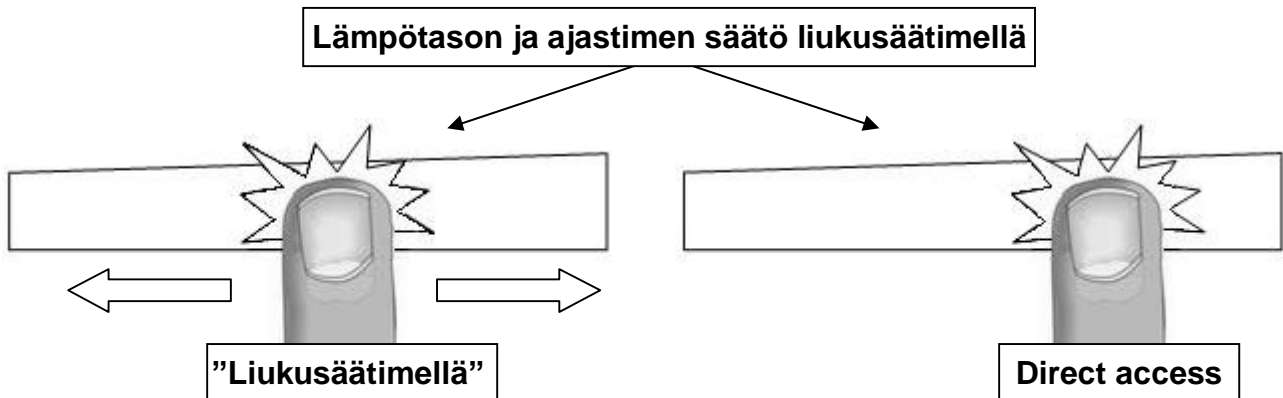 Lämpötason ja ajastimen säätö liukusäätimellä
”Liukusäätimellä”
Direct access